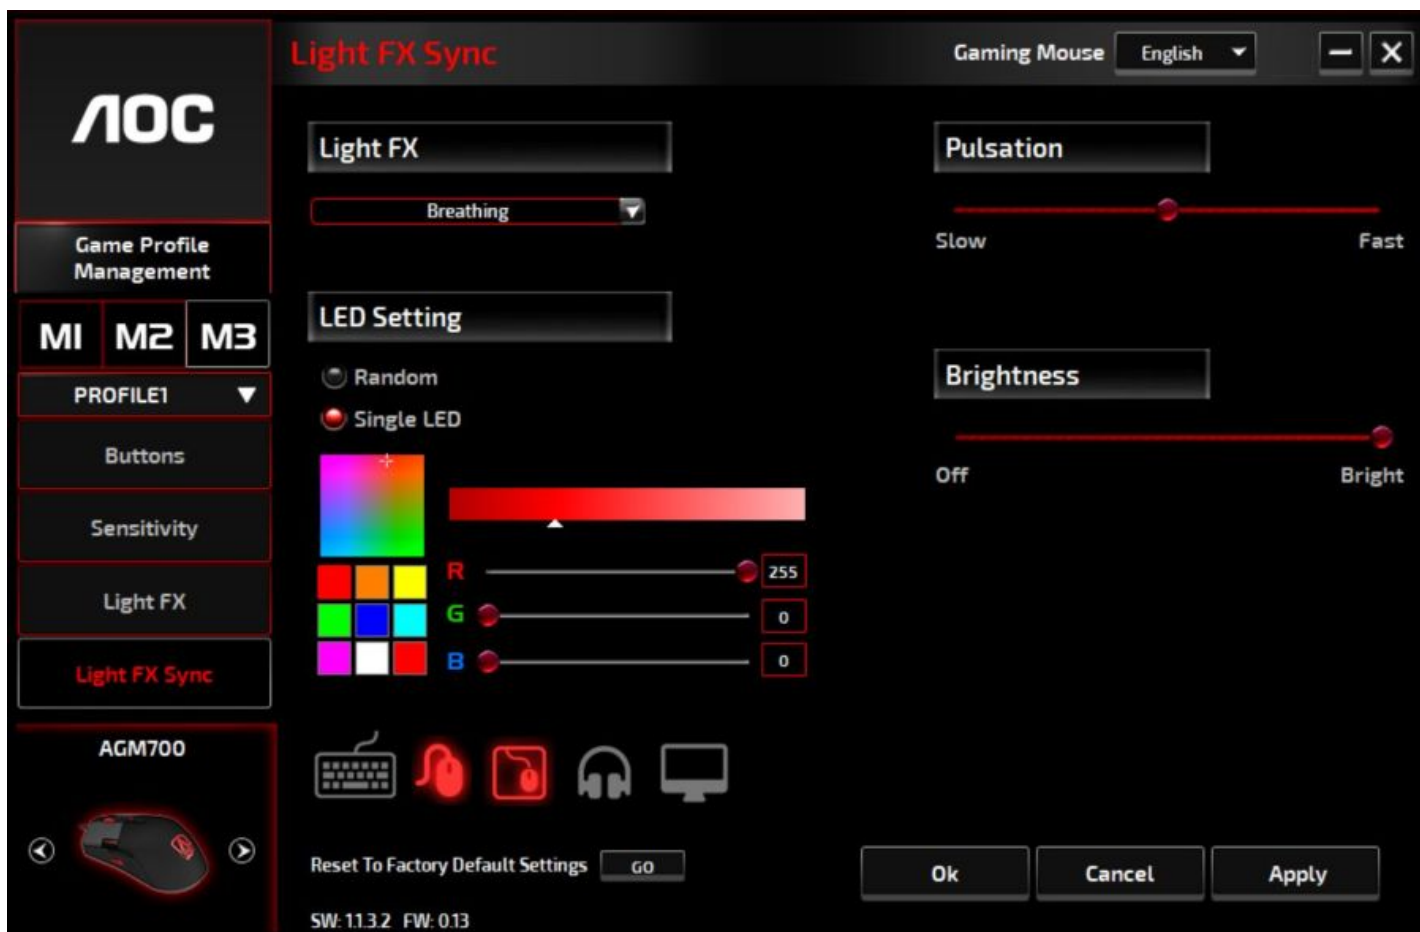 Light FX Sync
Gaming Mouse English
AOC
Game Profile
Management
M1 M2 M3
PROFILE1
Buttons
Sensitivity
Light FX
Light FX Sync
AGM700
Light FX
Breathing
LED Setting
Random
Single LED
R 255
G 0
B 0
Reset To Factory Default Settings GO
SW: 1.1.3.2 FW: 0.13
Pulsation
Slow Fast
Brightness
Off Bright
Ok Cancel Apply